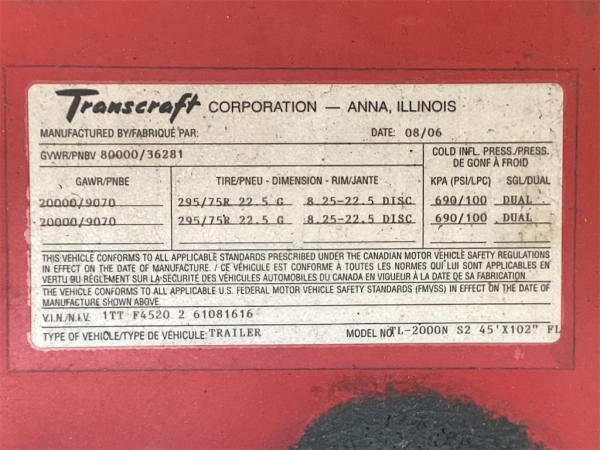 Transcraft CORPORATION — ANNA, ILLINOIS
MANUFACTURED BY/FABRIQUÉ PAR: DATE: 08/06
GVWR/PNBV 80000/36281 COLD INFL. PRESS./PRESS. DE GONF À FROID
GAWR/PNBE TIRE/PNEU - DIMENSION - RIM/JANTE KPA (PSI/LPC) SGL/DUAL
20000/9070 295/75R 22.5 G 8.25-22.5 DISC 690/100 DUAL
20000/9070 295/75R 22.5 G 8.25-22.5 DISC 690/100 DUAL
THIS VEHICLE CONFORMS TO ALL APPLICABLE STANDARDS PRESCRIBED UNDER THE CANADIAN MOTOR VEHICLE SAFETY REGULATIONS
IN EFFECT ON THE DATE OF MANUFACTURE. / CE VÉHICULE EST CONFORME À TOUTES LES NORMES QUI LUI SONT APPLICABLES EN
VERTU DU RÈGLEMENT SUR LA SÉCURITÉ DES VÉHICULES AUTOMOBILES DU CANADA EN VIGUEUR À LA DATE DE SA FABRICATION.
THIS VEHICLE CONFORMS TO ALL APPLICABLE U.S. FEDERAL MOTOR VEHICLE SAFETY STANDARDS (FMVSS) IN EFFECT ON THE DATE OF
MANUFACTURE SHOWN ABOVE.
V.I.N./N.I.V. 1TT F4520 2 61081616
TYPE OF VEHICLE/TYPE DE VÉHICULE: TRAILER MODEL NO. TL-2000N S2 45'X102" FL